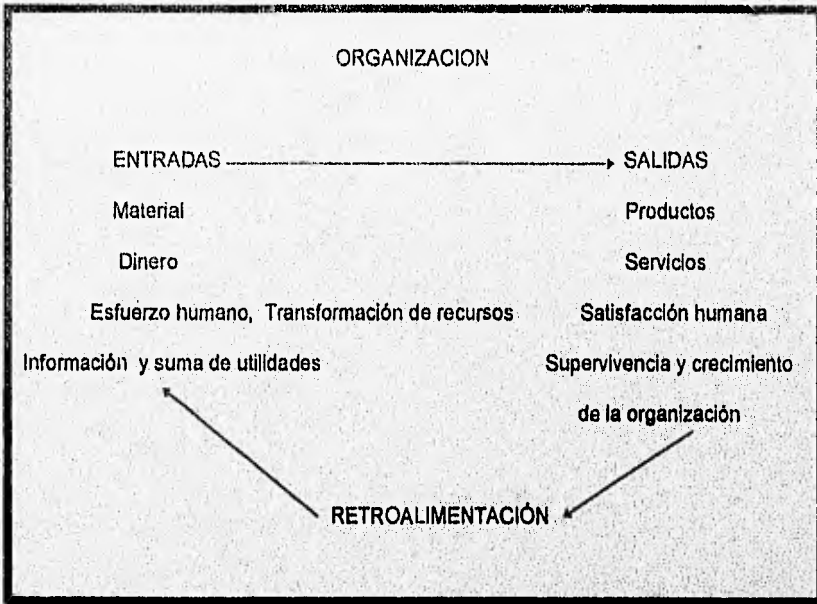 ORGANIZACION
ENTRADAS SALIDAS
Material Productos
Dinero Servicios
Esfuerzo humano, Transformación de recursos Satisfacción humana
Información y suma de utilidades Supervivencia y crecimiento
de la organización
RETROALIMENTACIÓN